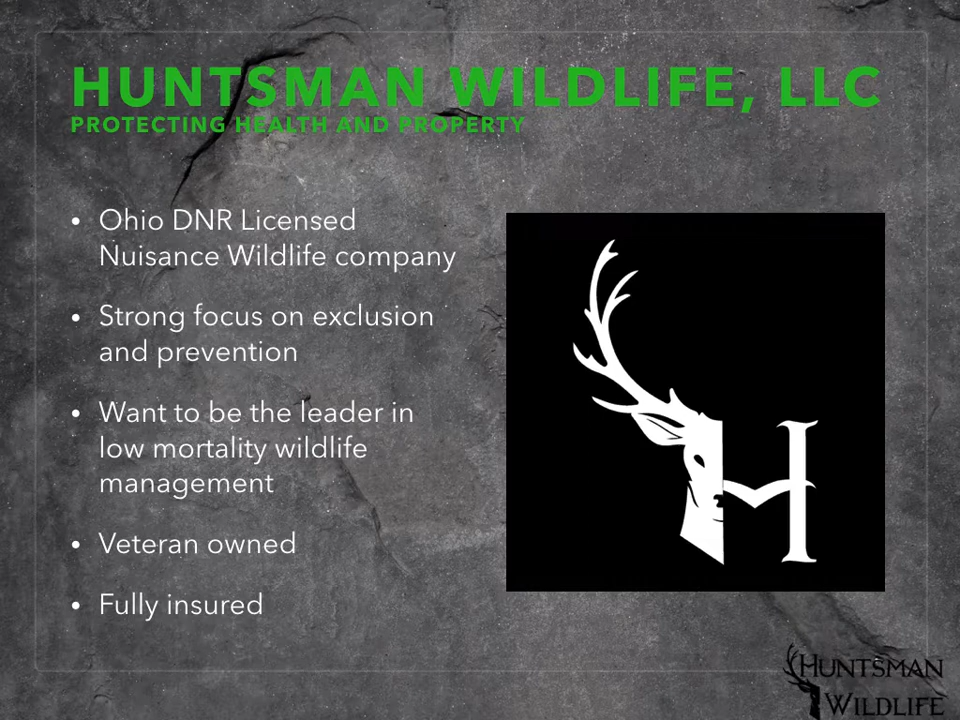 HUNTSMAN WILDLIFE, LLC
PROTECTING HEALTH AND PROPERTY
• Ohio DNR Licensed
Nuisance Wildlife company
• Strong focus on exclusion
and prevention
• Want to be the leader in
low mortality wildlife
management
• Veteran owned
• Fully insured
H
HUNTSMAN
WILDLIFE